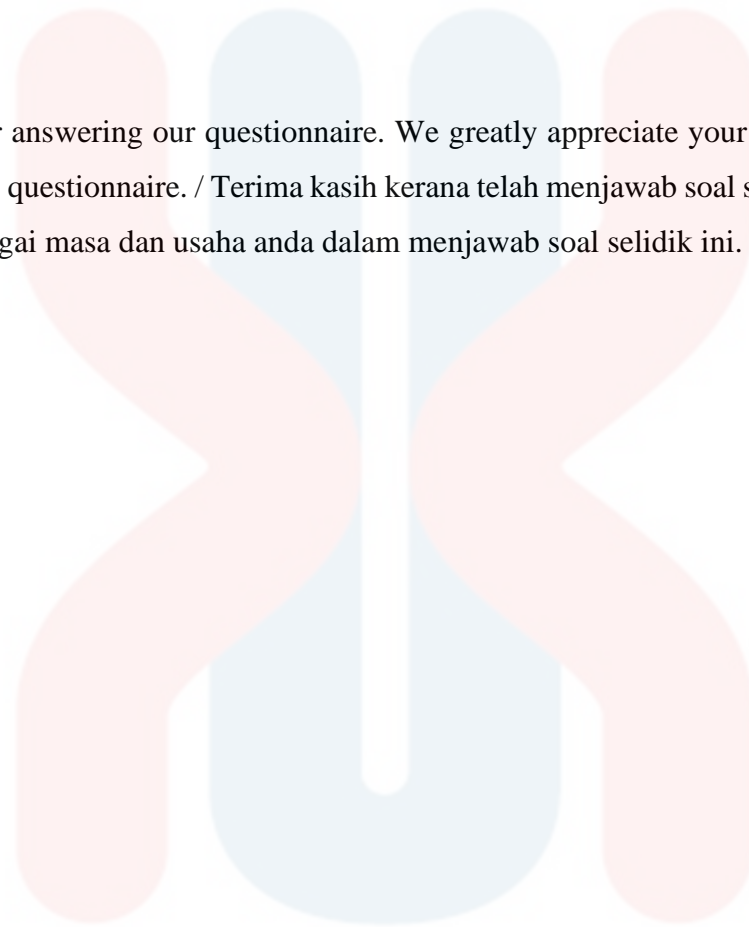 answering our questionnaire. We greatly appreciate your
questionnaire. / Terima kasih kerana telah menjawab soal
masa dan usaha anda dalam menjawab soal selidik ini.